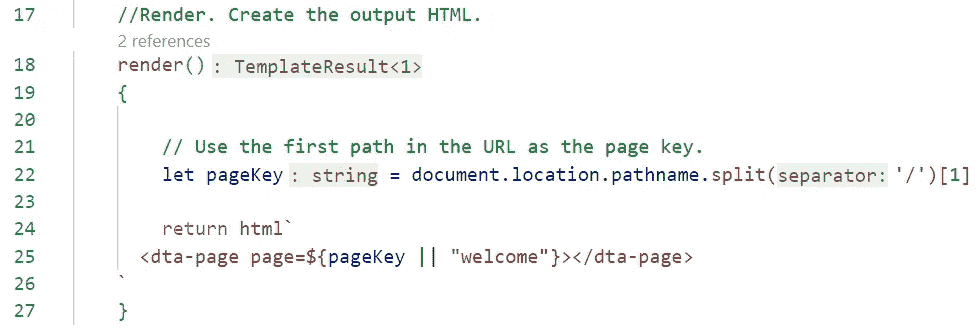 17 //Render. Create the output HTML.
2 references
18 render() : TemplateResult<1>
19 {
20
21 // Use the first path in the URL as the page key.
22 let pageKey : string = document.location.pathname.split( separator: '/')[1]
23
24 return html`
25 <dta-page page=${pageKey || "welcome"}></dta-page>
26 `
27 }